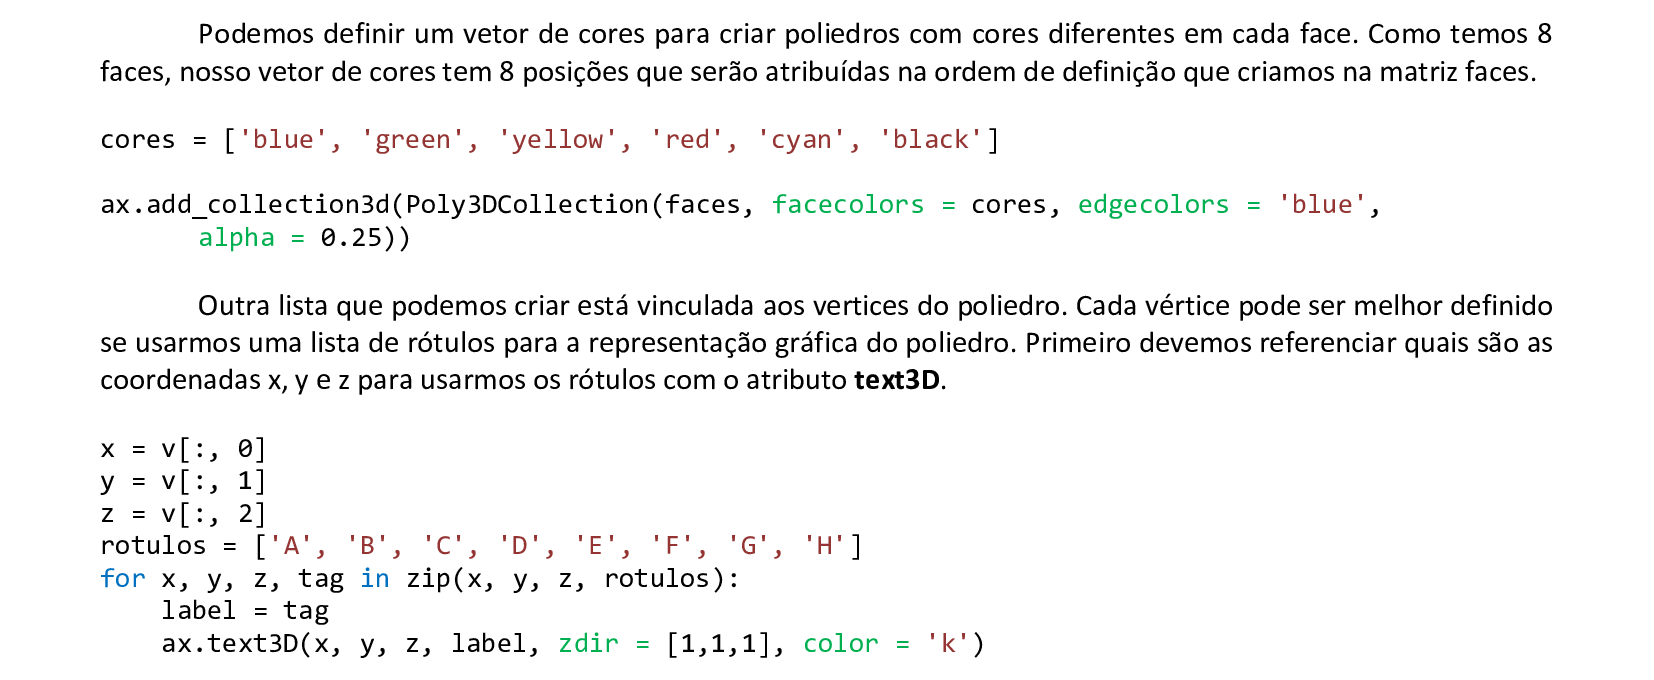 Podemos definir um vetor de cores para criar poliedros com cores diferentes em cada face. Como temos 8
faces, nosso vetor de cores tem 8 posições que serão atribuídas na ordem de definição que criamos na matriz faces.
cores = ['blue', 'green', 'yellow', 'red', 'cyan', 'black']
ax.add_collection3d(Poly3DCollection(faces, facecolors = cores, edgecolors = 'blue',
alpha = 0.25))
Outra lista que podemos criar está vinculada aos vertices do poliedro. Cada vértice pode ser melhor definido
se usarmos uma lista de rótulos para a representação gráfica do poliedro. Primeiro devemos referenciar quais são as
coordenadas x, y e z para usarmos os rótulos com o atributo text3D.
x = v[:, 0]
y = v[:, 1]
z = v[:, 2]
rotulos = ['A', 'B', 'C', 'D', 'E', 'F', 'G', 'H']
for x, y, z, tag in zip(x, y, z, rotulos):
    label = tag
    ax.text3D(x, y, z, label, zdir = [1,1,1], color = 'k')